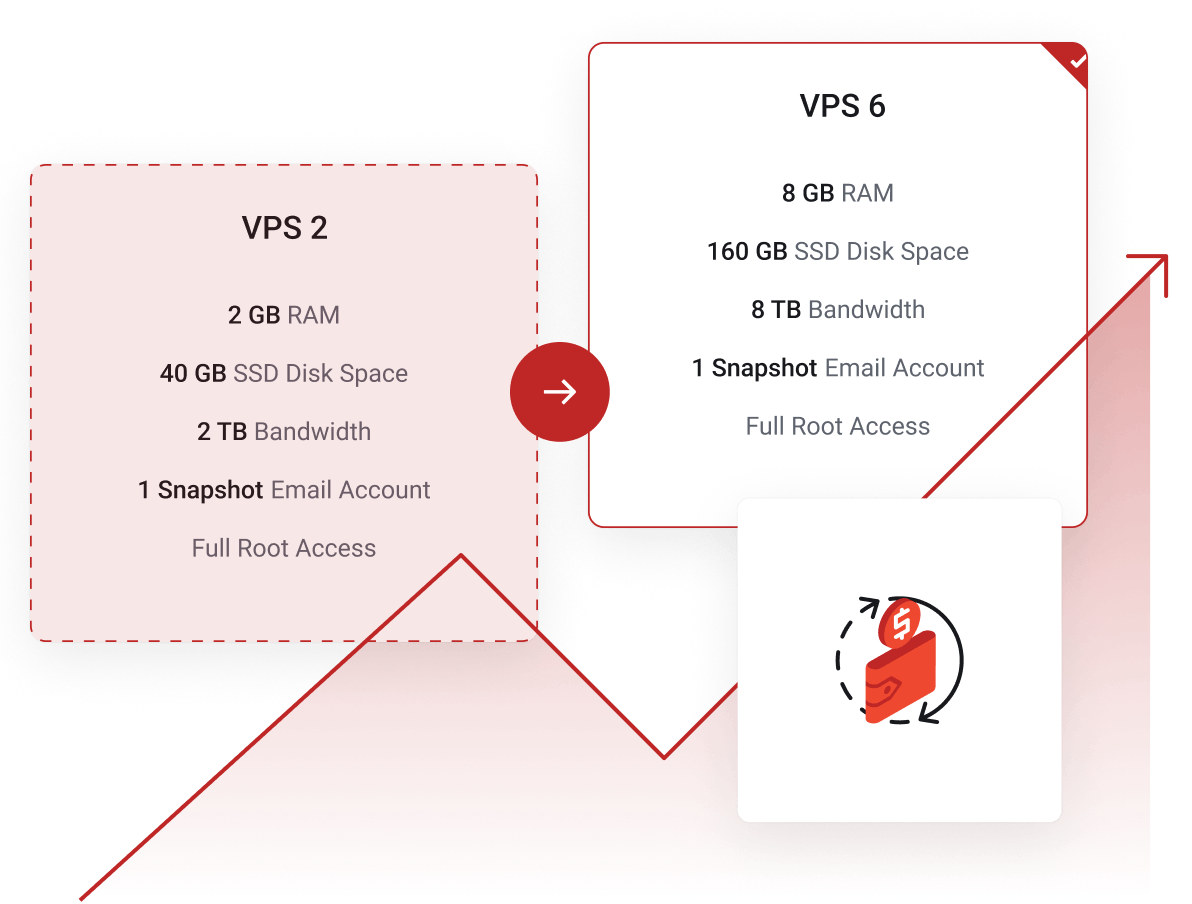 VPS 2
2 GB RAM
40 GB SSD Disk Space
2 TB Bandwidth
1 Snapshot Email Account
Full Root Access
VPS 6
8 GB RAM
160 GB SSD Disk Space
8 TB Bandwidth
1 Snapshot Email Account
Full Root Access
$